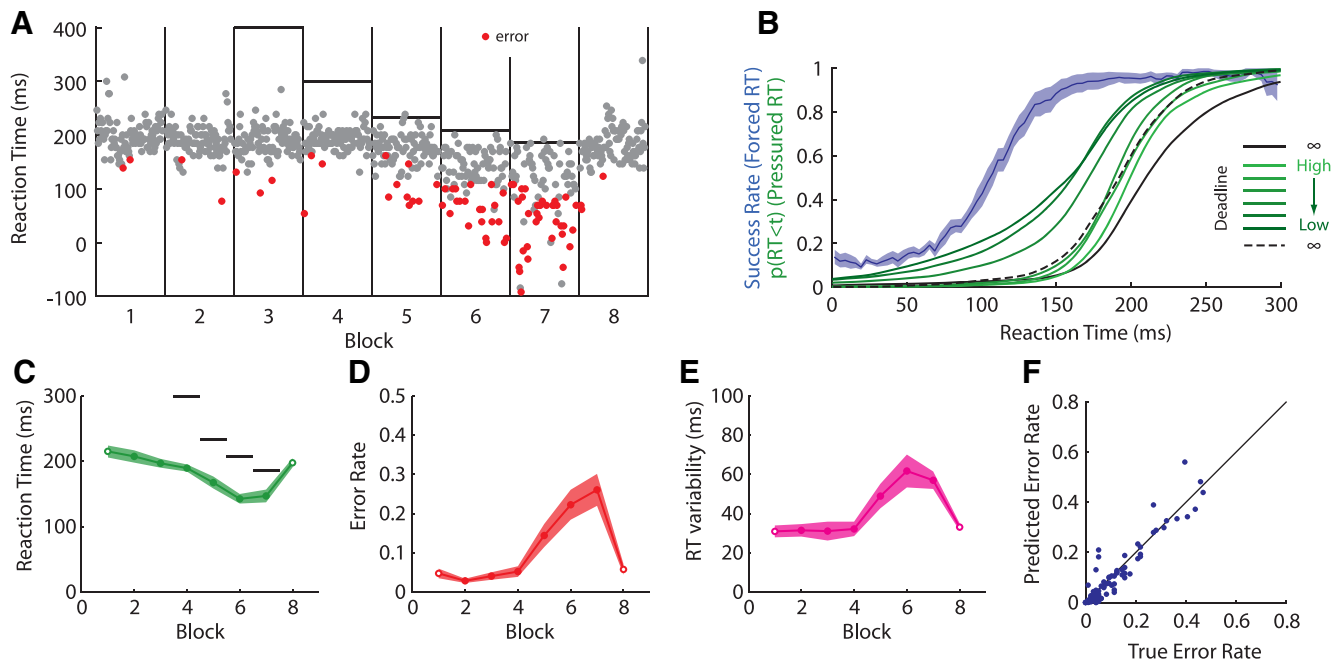 A
Reaction Time (ms)
400
300
200
100
0
-100
error
1 2 3 4 5 6 7 8
Block
B
Success Rate (Forced RT)
p(RT<t) (Pressured RT)
1
0.8
0.6
0.4
0.2
0
0 50 100 150 200 250 300
Reaction Time (ms)
Deadline
∞
High
Low
∞
C
Reaction Time (ms)
300
200
100
0
0 2 4 6 8
Block
D
Error Rate
0.5
0.4
0.3
0.2
0.1
0
0 2 4 6 8
Block
E
RT variability (ms)
100
80
60
40
20
0
0 2 4 6 8
Block
F
Predicted Error Rate
0.8
0.6
0.4
0.2
0
0 0.2 0.4 0.6 0.8
True Error Rate